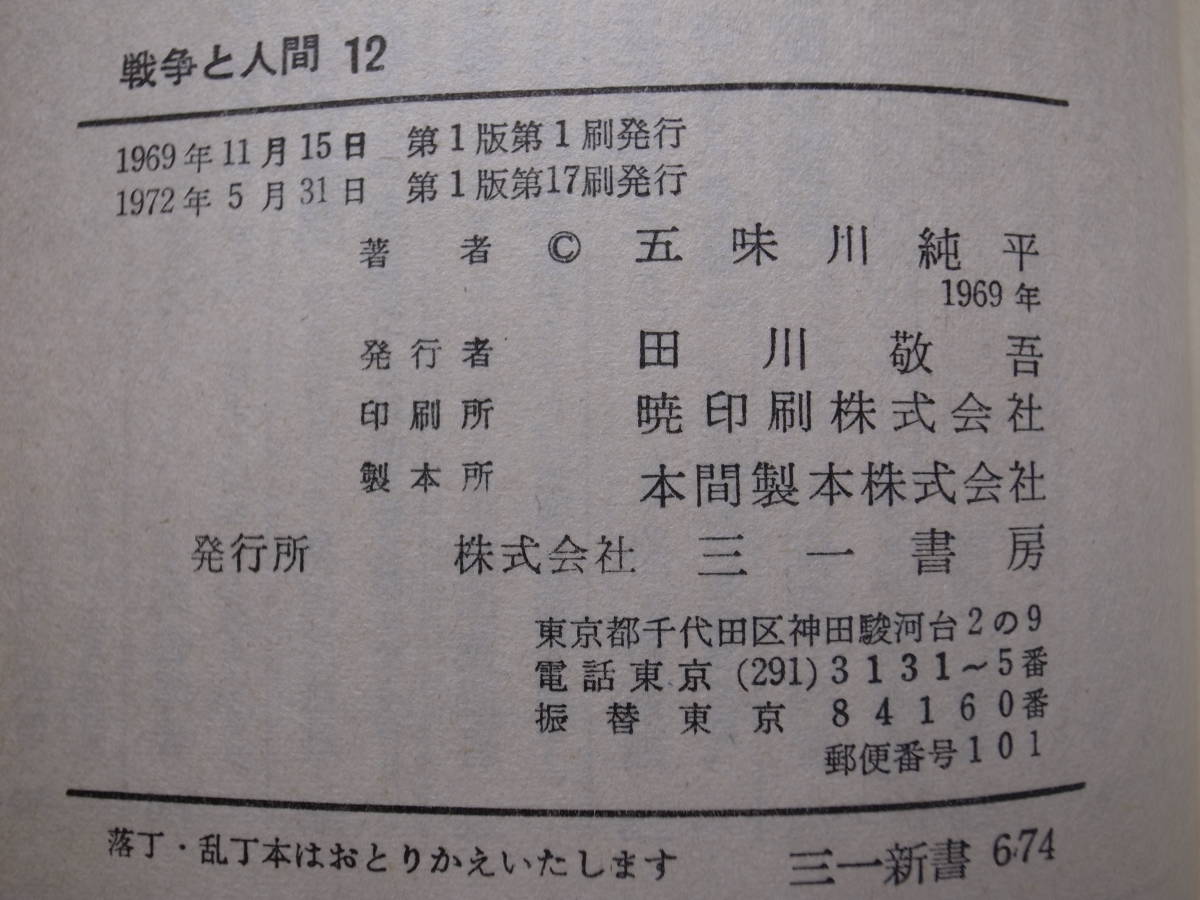 戦争と人間 12
1969年11月15日 第1版第1刷発行
1972年5月31日 第1版第17刷発行
著者 © 五味川純平
1969年
発行者 田川敬吾
印刷所 暁印刷株式会社
製本所 本間製本株式会社
発行所 株式会社 三一書房
東京都千代田区神田駿河台2の9
電話東京(291)3131~5番
振替東京 84160番
郵便番号101
落丁・乱丁本はおとりかえいたします 三一新書 674